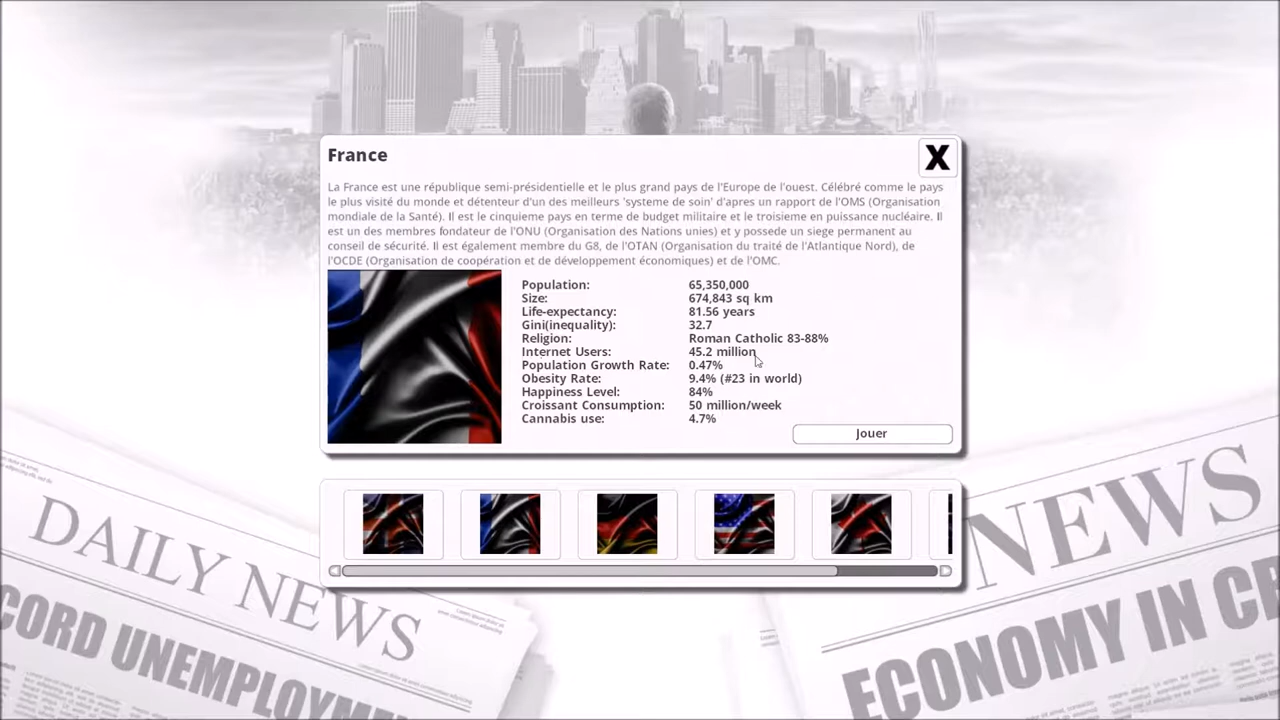 France
X
La France est une république semi-présidentielle et le plus grand pays de l'Europe de l'ouest. Célébré comme le pays
le plus visité du monde et détenteur d'un des meilleurs 'systeme de soin' d'apres un rapport de l'OMS (Organisation
mondiale de la Santé). Il est le cinquieme pays en terme de budget militaire et le troisieme en puissance nucléaire. Il
est un des membres fondateur de l'ONU (Organisation des Nations unies) et y possede un siege permanent au
conseil de sécurité. Il est également membre du G8, de l'OTAN (Organisation du traité de l'Atlantique Nord), de
l'OCDE (Organisation de coopération et de développement économiques) et de l'OMC.
Population: 65,350,000
Size: 674,843 sq km
Life-expectancy: 81.56 years
Gini(inequality): 32.7
Religion: Roman Catholic 83-88%
Internet Users: 45.2 million
Population Growth Rate: 0.47%
Obesity Rate: 9.4% (#23 in world)
Happiness Level: 84%
Croissant Consumption: 50 million/week
Cannabis use: 4.7%
Jouer
DAILY NEWS
CORD UNEMPLOYM
NEWS
ECONOMY IN CR